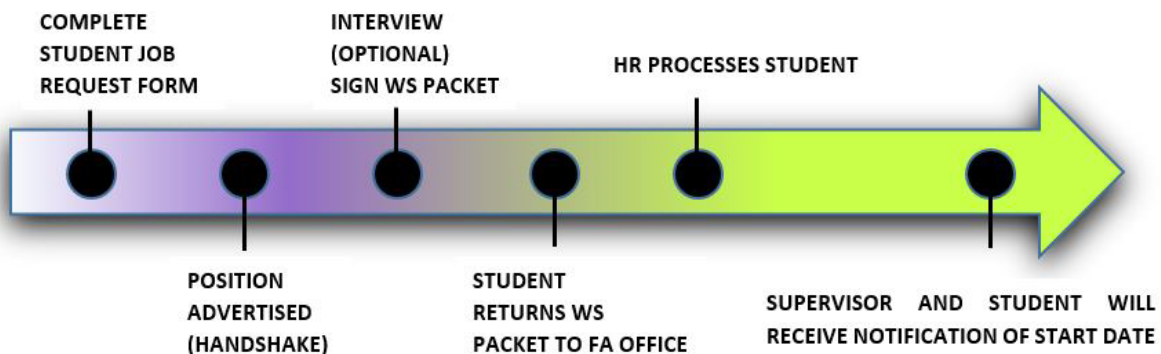 COMPLETE
STUDENT JOB
REQUEST FORM
INTERVIEW
(OPTIONAL)
SIGN WS PACKET
HR PROCESSES STUDENT
POSITION
ADVERTISED
(HANDSHAKE)
STUDENT
RETURNS WS
PACKET TO FA OFFICE
SUPERVISOR AND STUDENT WILL
RECEIVE NOTIFICATION OF START DATE